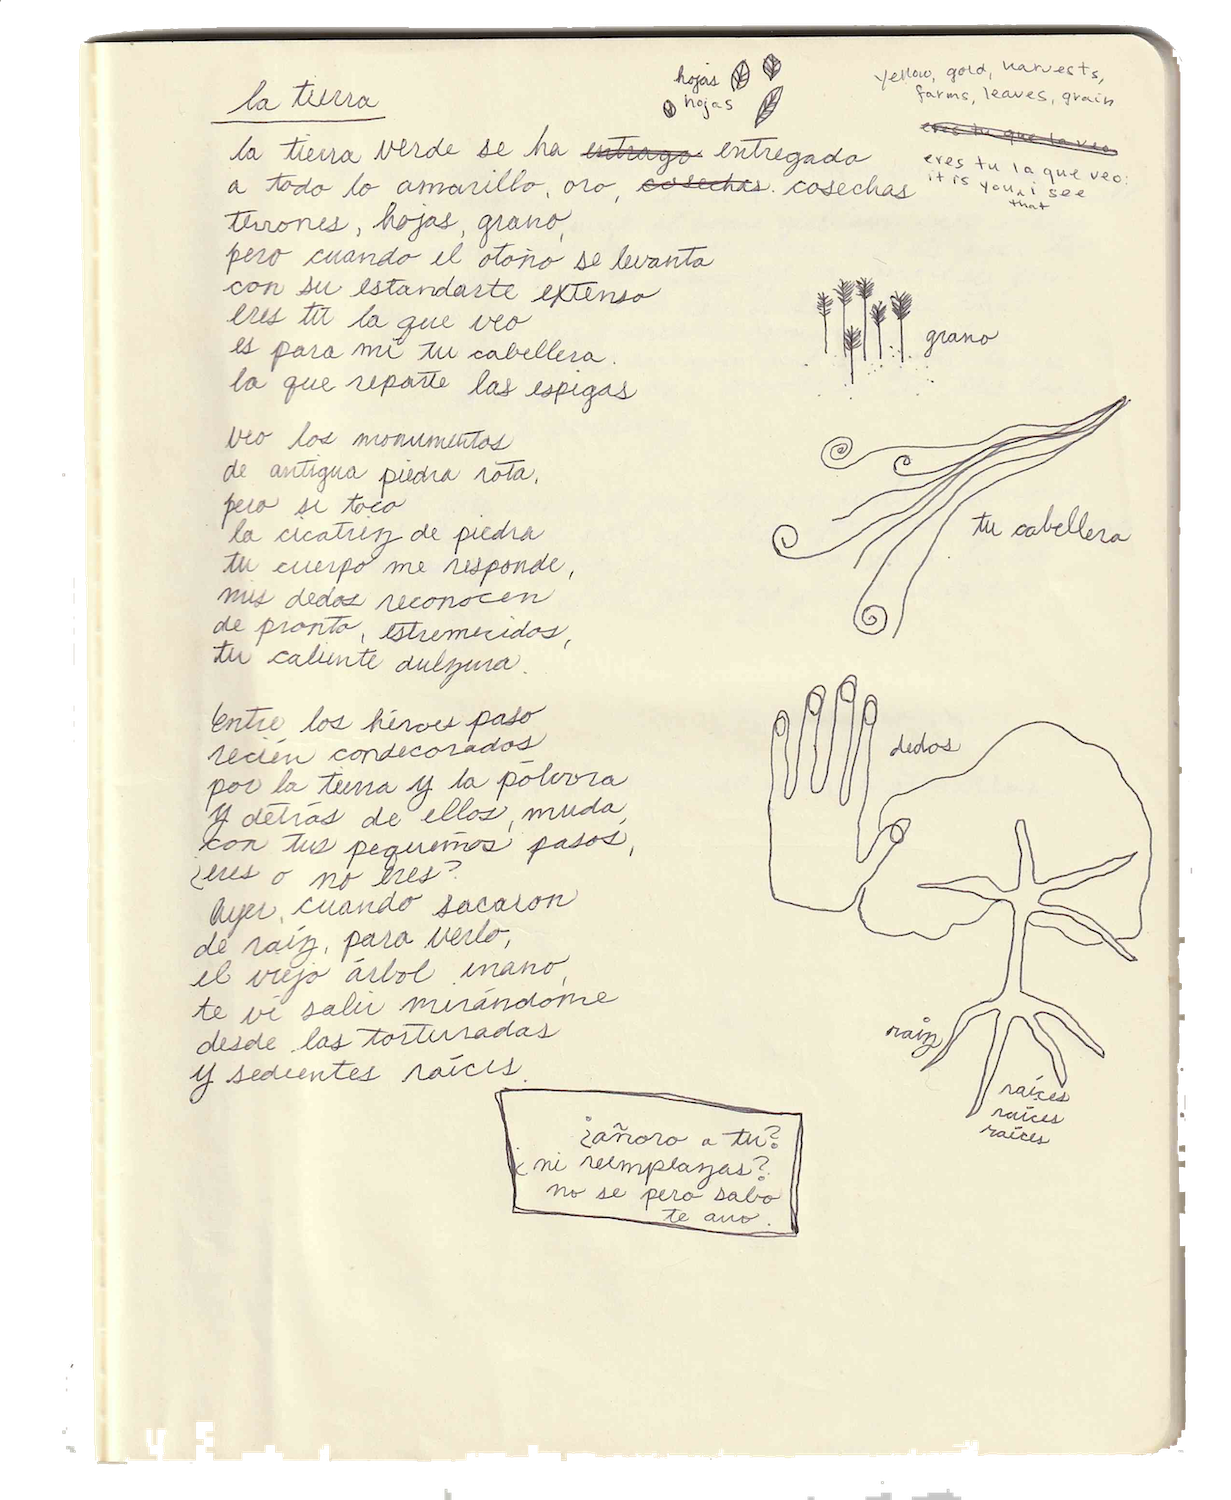 la tierra
hojas
hojas
yellow, gold, harvests,
farms, leaves, grain
eres tu que la veo
eres tu la que veo:
it is you, i see
that
la tierra verde se ha entrago entregado
a todo lo amarillo, oro, cosechas. cosechas
terrones, hojas, grano,
pero cuando el otoño se levanta
con su estandarte extenso
eres tu la que veo
es para mí tu cabellera.
la que reparte las espigas
grano
veo los monumentos
de antigua piedra rota,
pero si toco
la cicatriz de piedra
tu cuerpo me responde,
mis dedos reconocen
de pronto, estremecidos,
tu caliente dulzura.
tu cabellera
Entre los héroes paso
recién condecorados
por la tierra y la pólvora
y detrás de ellos, muda,
con tus pequeños pasos,
¿eres o no eres?
Ayer, cuando sacaron
de raíz, para verlo,
el viejo árbol enano,
te vi salir mirándome
desde las torturadas
y sedientes raíces.
dedos
raíz
raíces
raíces
raíces
¿añoro a tu?
¿ni reemplazas?
no se pero sabo
te amo.